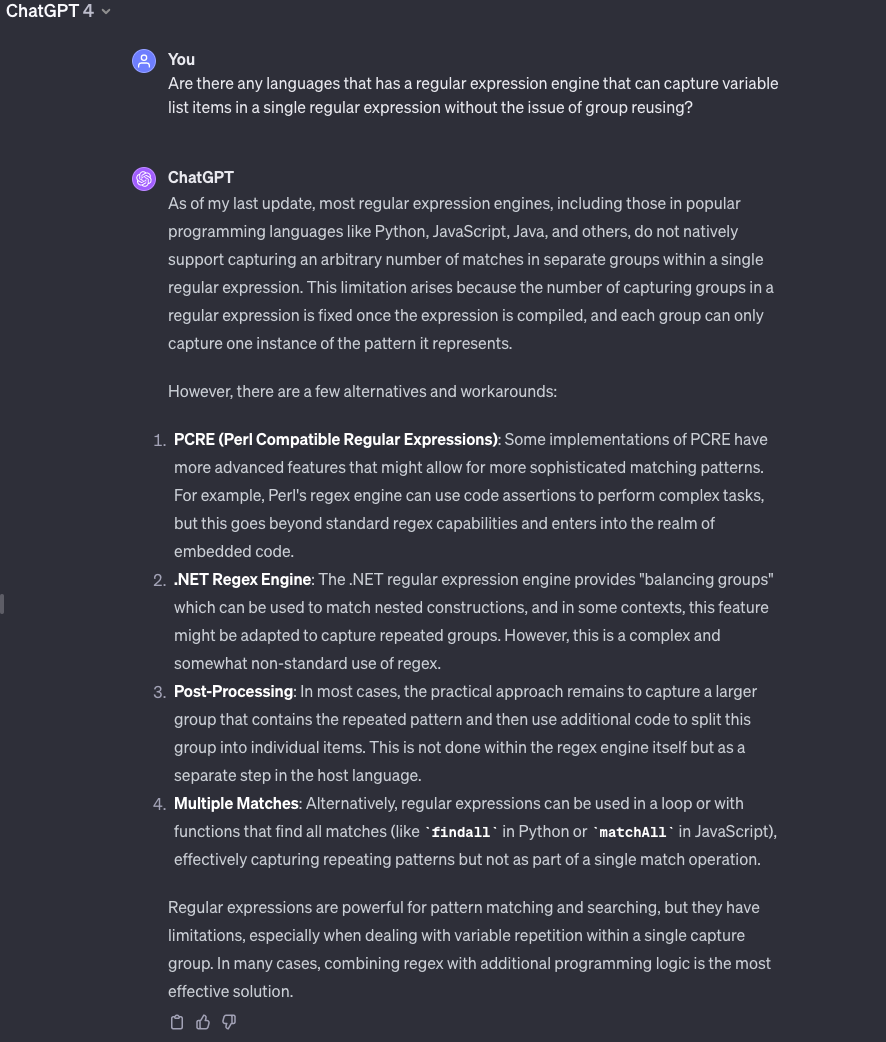 ChatGPT 4
You
Are there any languages that has a regular expression engine that can capture variable
list items in a single regular expression without the issue of group reusing?
ChatGPT
As of my last update, most regular expression engines, including those in popular
programming languages like Python, JavaScript, Java, and others, do not natively
support capturing an arbitrary number of matches in separate groups within a single
regular expression. This limitation arises because the number of capturing groups in a
regular expression is fixed once the expression is compiled, and each group can only
capture one instance of the pattern it represents.
However, there are a few alternatives and workarounds:
1. PCRE (Perl Compatible Regular Expressions): Some implementations of PCRE have
more advanced features that might allow for more sophisticated matching patterns.
For example, Perl's regex engine can use code assertions to perform complex tasks,
but this goes beyond standard regex capabilities and enters into the realm of
embedded code.
2. .NET Regex Engine: The .NET regular expression engine provides "balancing groups"
which can be used to match nested constructions, and in some contexts, this feature
might be adapted to capture repeated groups. However, this is a complex and
somewhat non-standard use of regex.
3. Post-Processing: In most cases, the practical approach remains to capture a larger
group that contains the repeated pattern and then use additional code to split this
group into individual items. This is not done within the regex engine itself but as a
separate step in the host language.
4. Multiple Matches: Alternatively, regular expressions can be used in a loop or with
functions that find all matches (like `findall` in Python or `matchAll` in JavaScript),
effectively capturing repeating patterns but not as part of a single match operation.
Regular expressions are powerful for pattern matching and searching, but they have
limitations, especially when dealing with variable repetition within a single capture
group. In many cases, combining regex with additional programming logic is the most
effective solution.